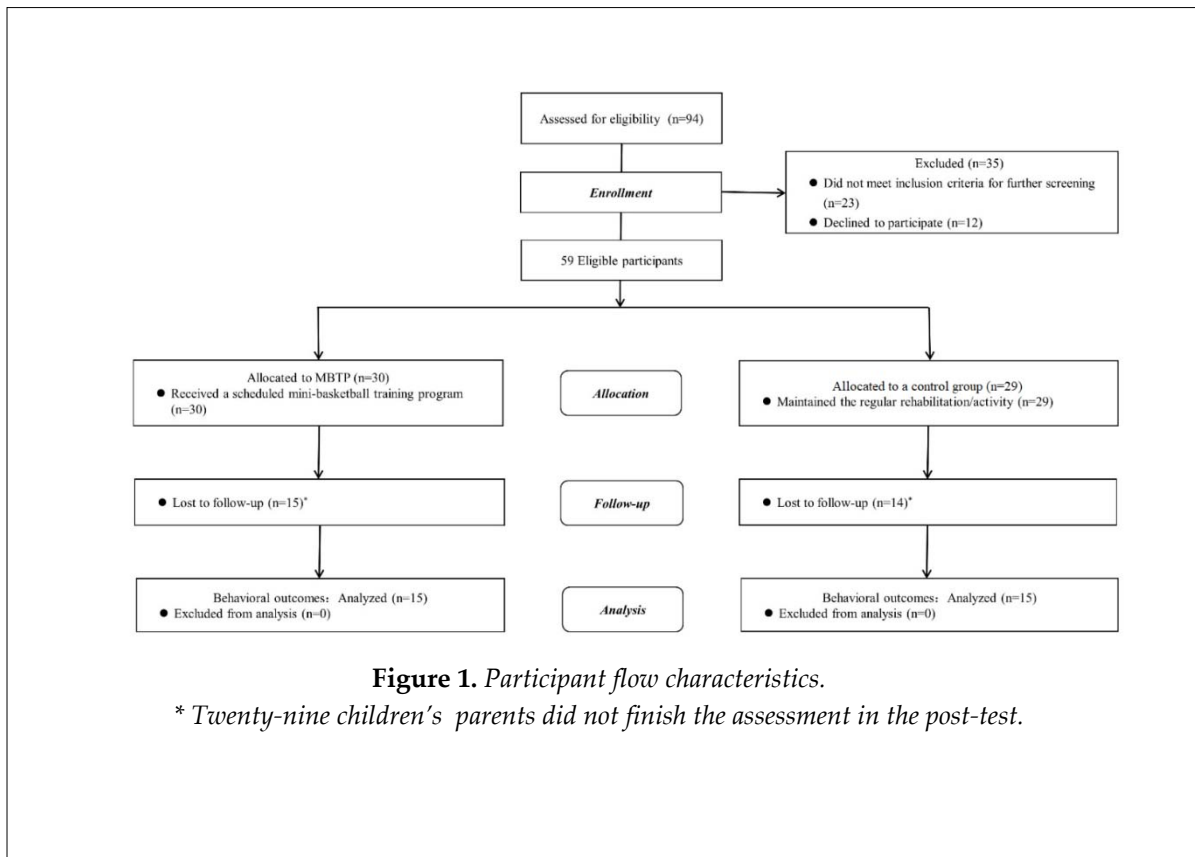 Assessed for eligibility (n=94)
Excluded (n=35)
● Did not meet inclusion criteria for further screening
(n=23)
● Declined to participate (n=12)
Enrollment
59 Eligible participants
Allocated to MBTP (n=30)
● Received a scheduled mini-basketball training program
(n=30)
Allocation
Allocated to a control group (n=29)
● Maintained the regular rehabilitation/activity (n=29)
● Lost to follow-up (n=15)*
Follow-up
● Lost to follow-up (n=14)*
Behavioral outcomes: Analyzed (n=15)
● Excluded from analysis (n=0)
Analysis
Behavioral outcomes: Analyzed (n=15)
● Excluded from analysis (n=0)
Figure 1. Participant flow characteristics.
* Twenty-nine children's parents did not finish the assessment in the post-test.